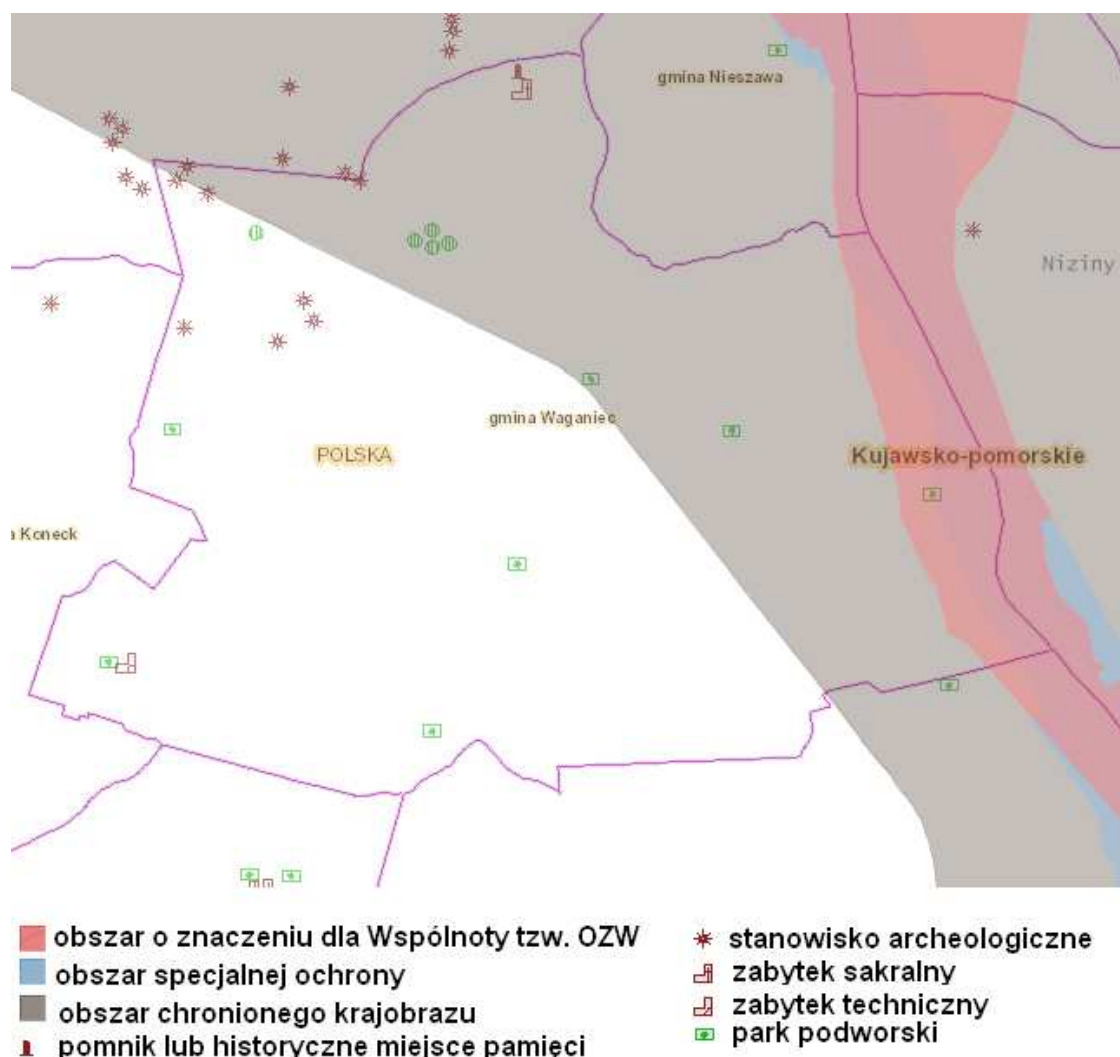 gmina Nieszawa
Niziny
gmina Waganiec
POLSKA
Kujawsko-pomorskie
a Koneck
obszar o znaczeniu dla Wspólnoty tzw. OZW
obszar specjalnej ochrony
obszar chronionego krajobrazu
pomnik lub historyczne miejsce pamięci
stanowisko archeologiczne
zabytek sakralny
zabytek techniczny
park podworski